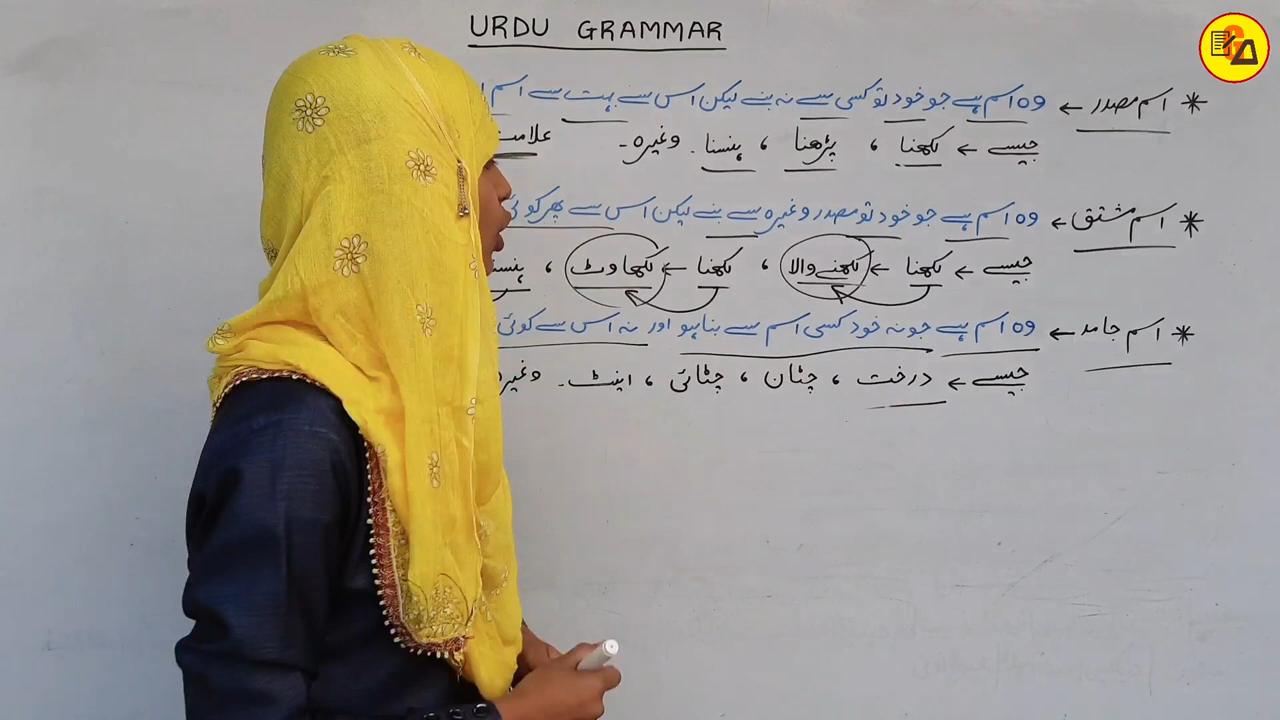 URDU GRAMMAR
* اسم مصدر ← وہ اسم ہے جو خود تو کسی سے نہ بنے لیکن اس سے بہت سے اسم
جیسے ← لکھنا ، پڑھنا ، ہنسنا ۔ وغیرہ ۔
* اسم مشتق ← وہ اسم ہے جو خود تو مصدر وغیرہ سے بنے لیکن اس سے پھر کوئی
جیسے ← لکھنا ← لکھنے والا ، لکھنا ← لکھاوٹ ،
* اسم جامد ← وہ اسم ہے جو نہ خود کسی اسم سے بنا ہو اور نہ اس سے کوئی
جیسے ← درخت ، چٹان ، چٹائی ، اینٹ ۔ وغیرہ